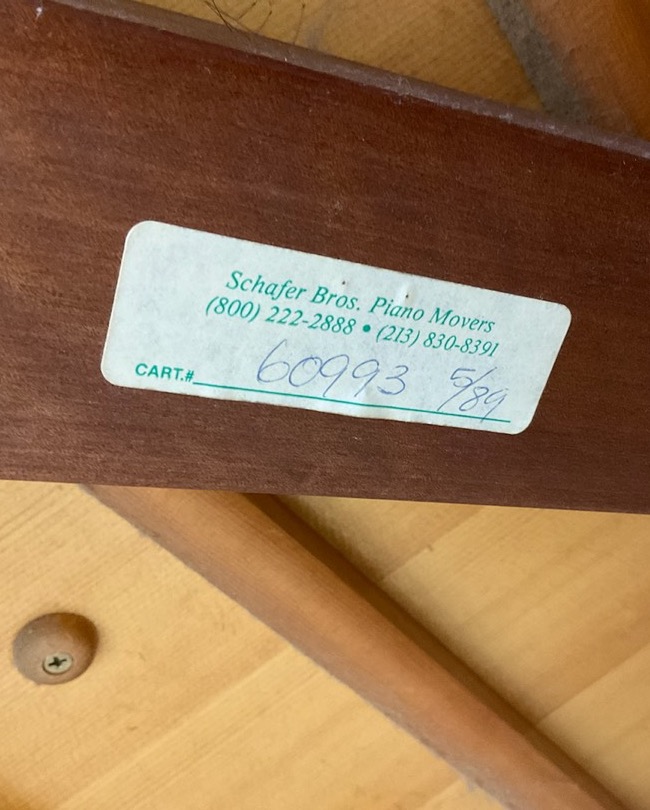 Schafer Bros. Piano Movers
(800) 222-2888 • (213) 830-8391
CART.# 60993 5/89